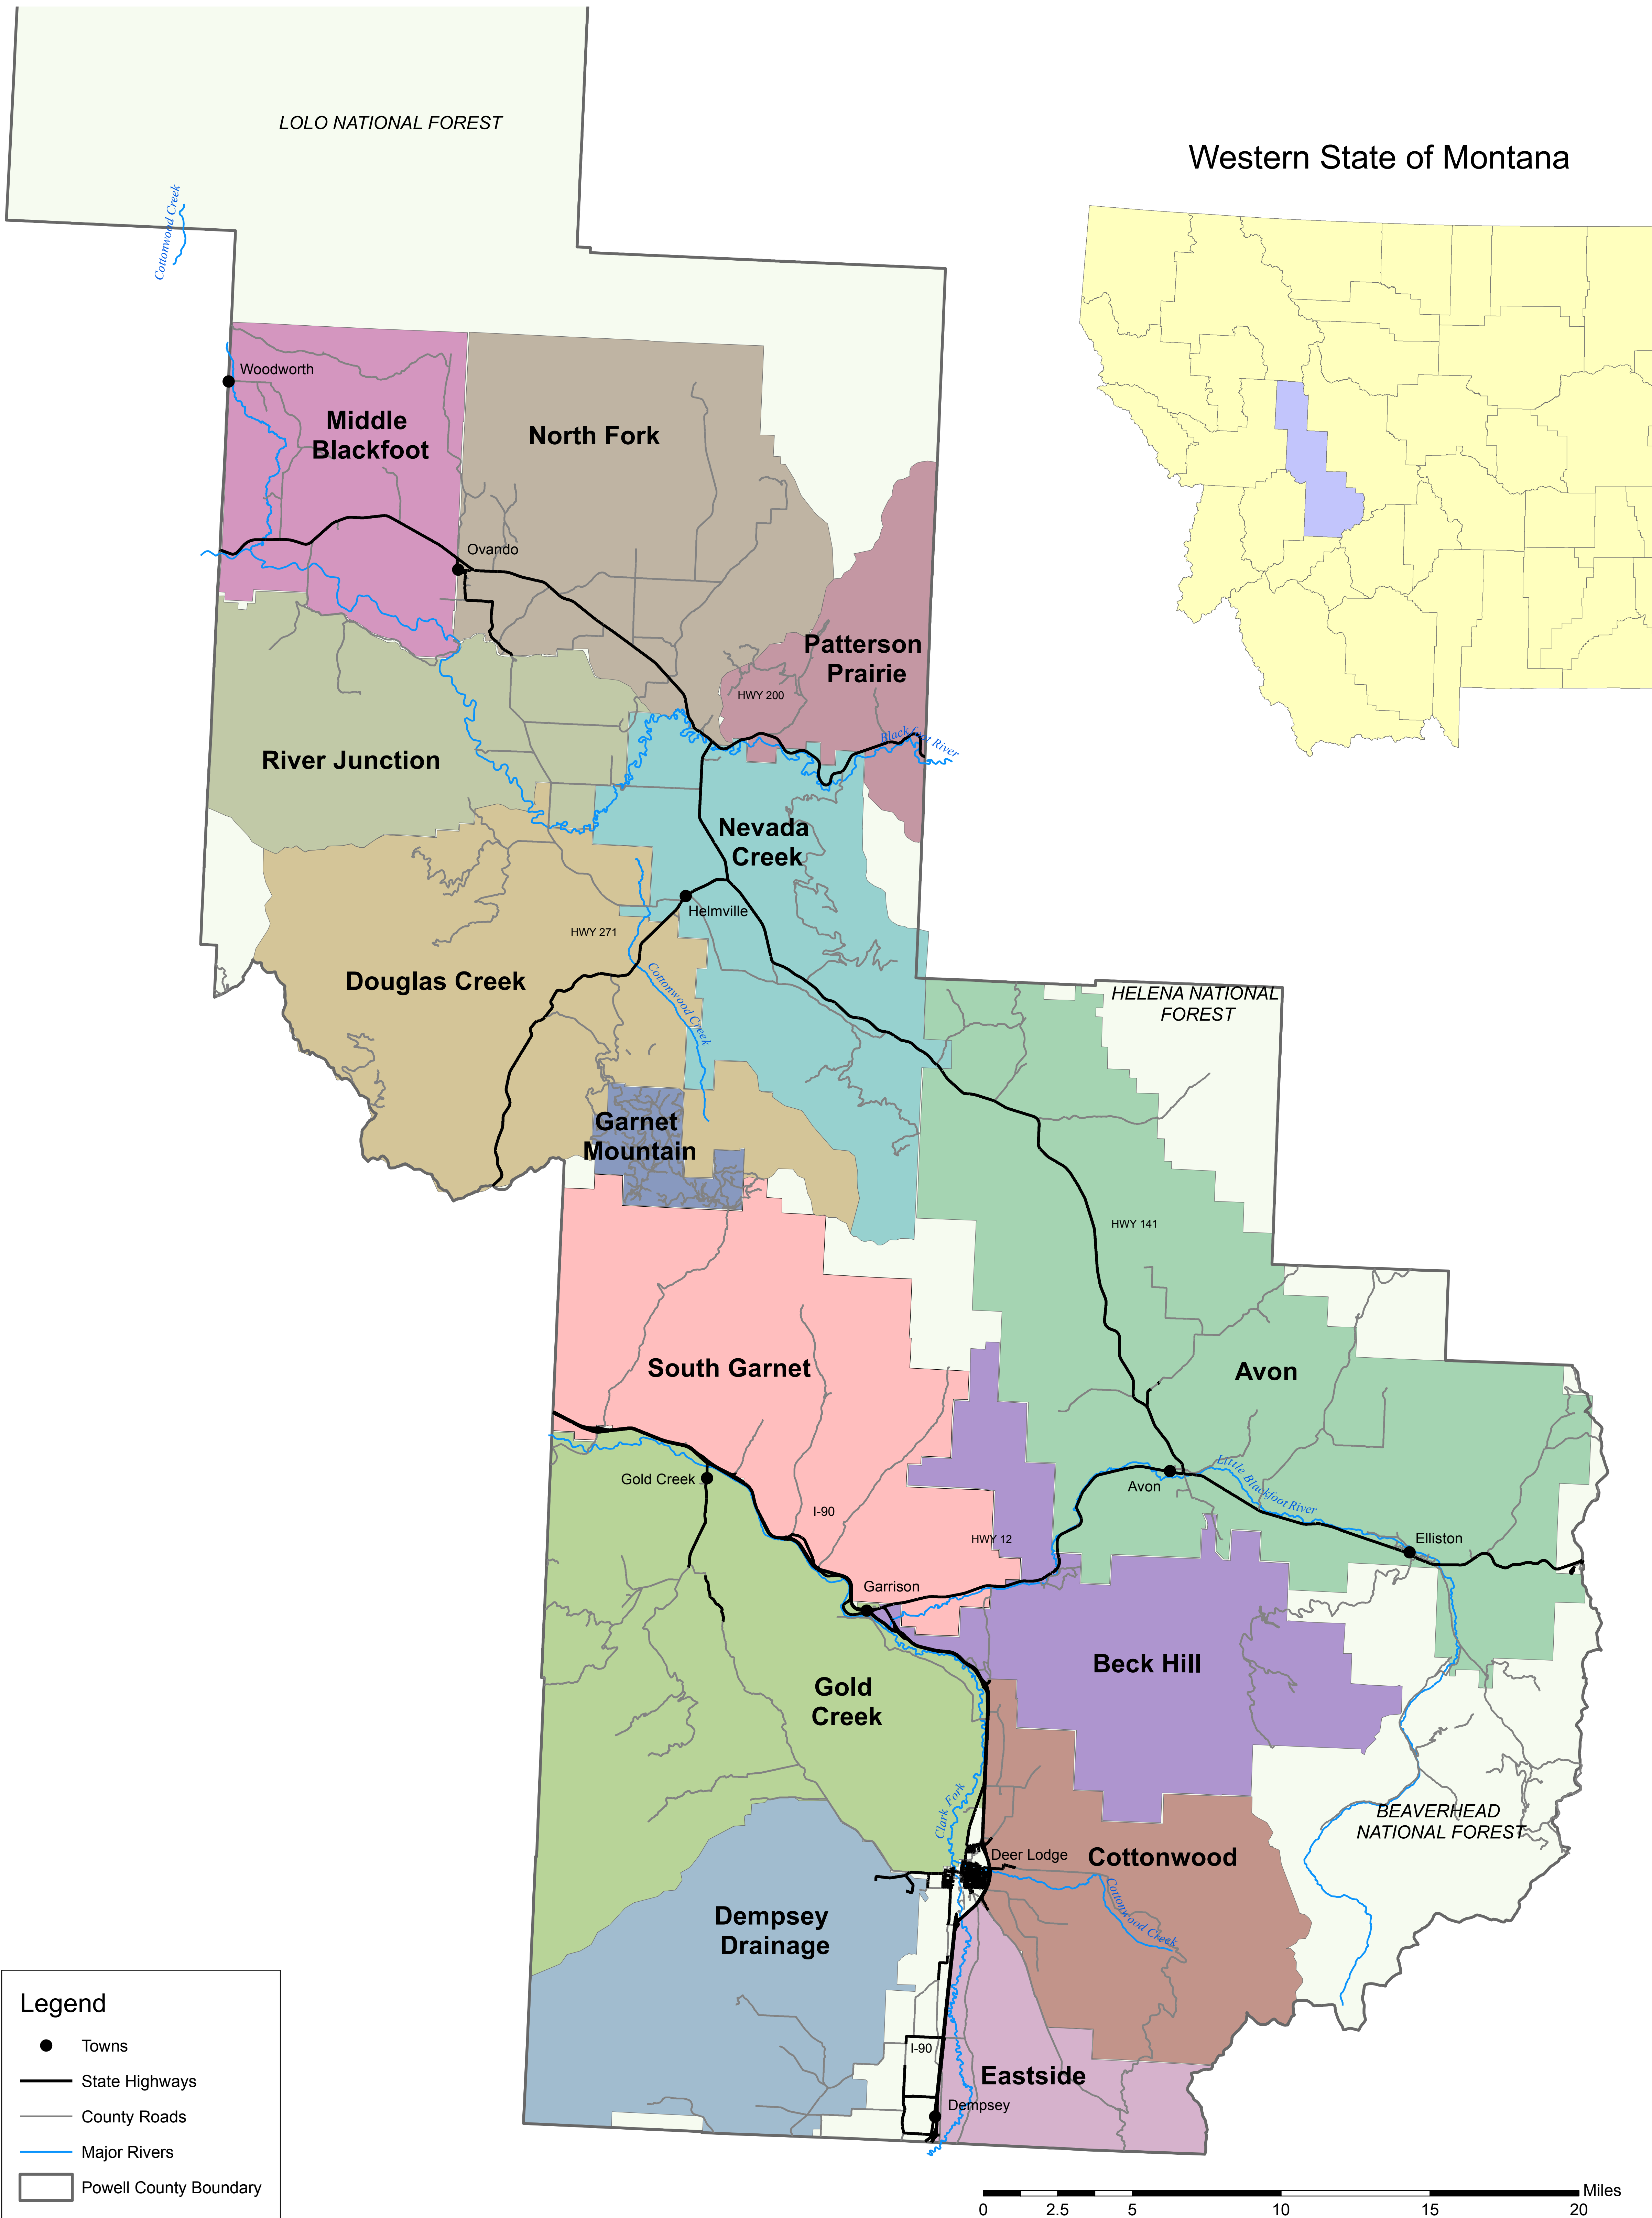 LOLO NATIONAL FOREST
Western State of Montana
Cottonwood Creek
Woodworth
Middle
Blackfoot
North Fork
Ovando
Patterson
Prairie
HWY 200
Black foot River
River Junction
Nevada
Creek
Helmville
HWY 271
Douglas Creek
Cottonwood Creek
HELENA NATIONAL
FOREST
Garnet
Mountain
HWY 141
South Garnet
Avon
Gold Creek
Avon
Little Blackfoot River
I-90
HWY 12
Elliston
Garrison
Beck Hill
Gold
Creek
Clark Fork
BEAVERHEAD
NATIONAL FOREST
Deer Lodge
Cottonwood
Cottonwood Creek
Dempsey
Drainage
I-90
Eastside
Dempsey
Legend
Towns
State Highways
County Roads
Major Rivers
Powell County Boundary
Miles
0 2.5 5 10 15 20